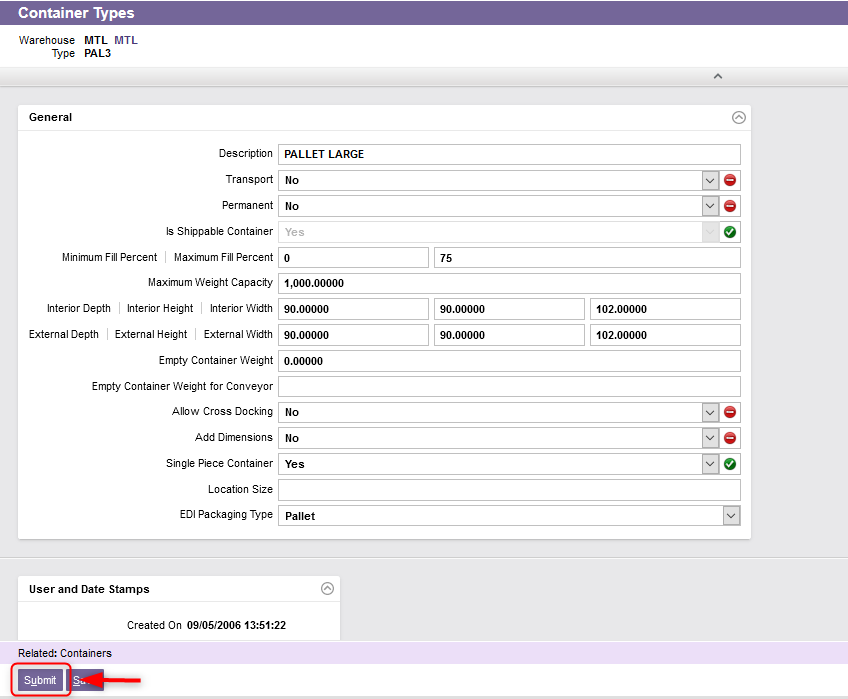 Container Types
Warehouse MTL MTL
Type PAL3
General
Description PALLET LARGE
Transport No
Permanent No
Is Shippable Container Yes
Minimum Fill Percent Maximum Fill Percent 0 75
Maximum Weight Capacity 1,000.00000
Interior Depth Interior Height Interior Width 90.00000 90.00000 102.00000
External Depth External Height External Width 90.00000 90.00000 102.00000
Empty Container Weight 0.00000
Empty Container Weight for Conveyor
Allow Cross Docking No
Add Dimensions No
Single Piece Container Yes
Location Size
EDI Packaging Type Pallet
User and Date Stamps
Created On 09/05/2006 13:51:22
Related: Containers
Submit